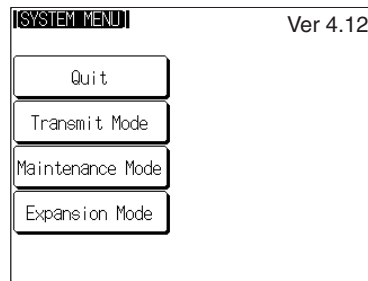 [SYSTEM MENU]
Ver 4.12
Quit
Transmit Mode
Maintenance Mode
Expansion Mode